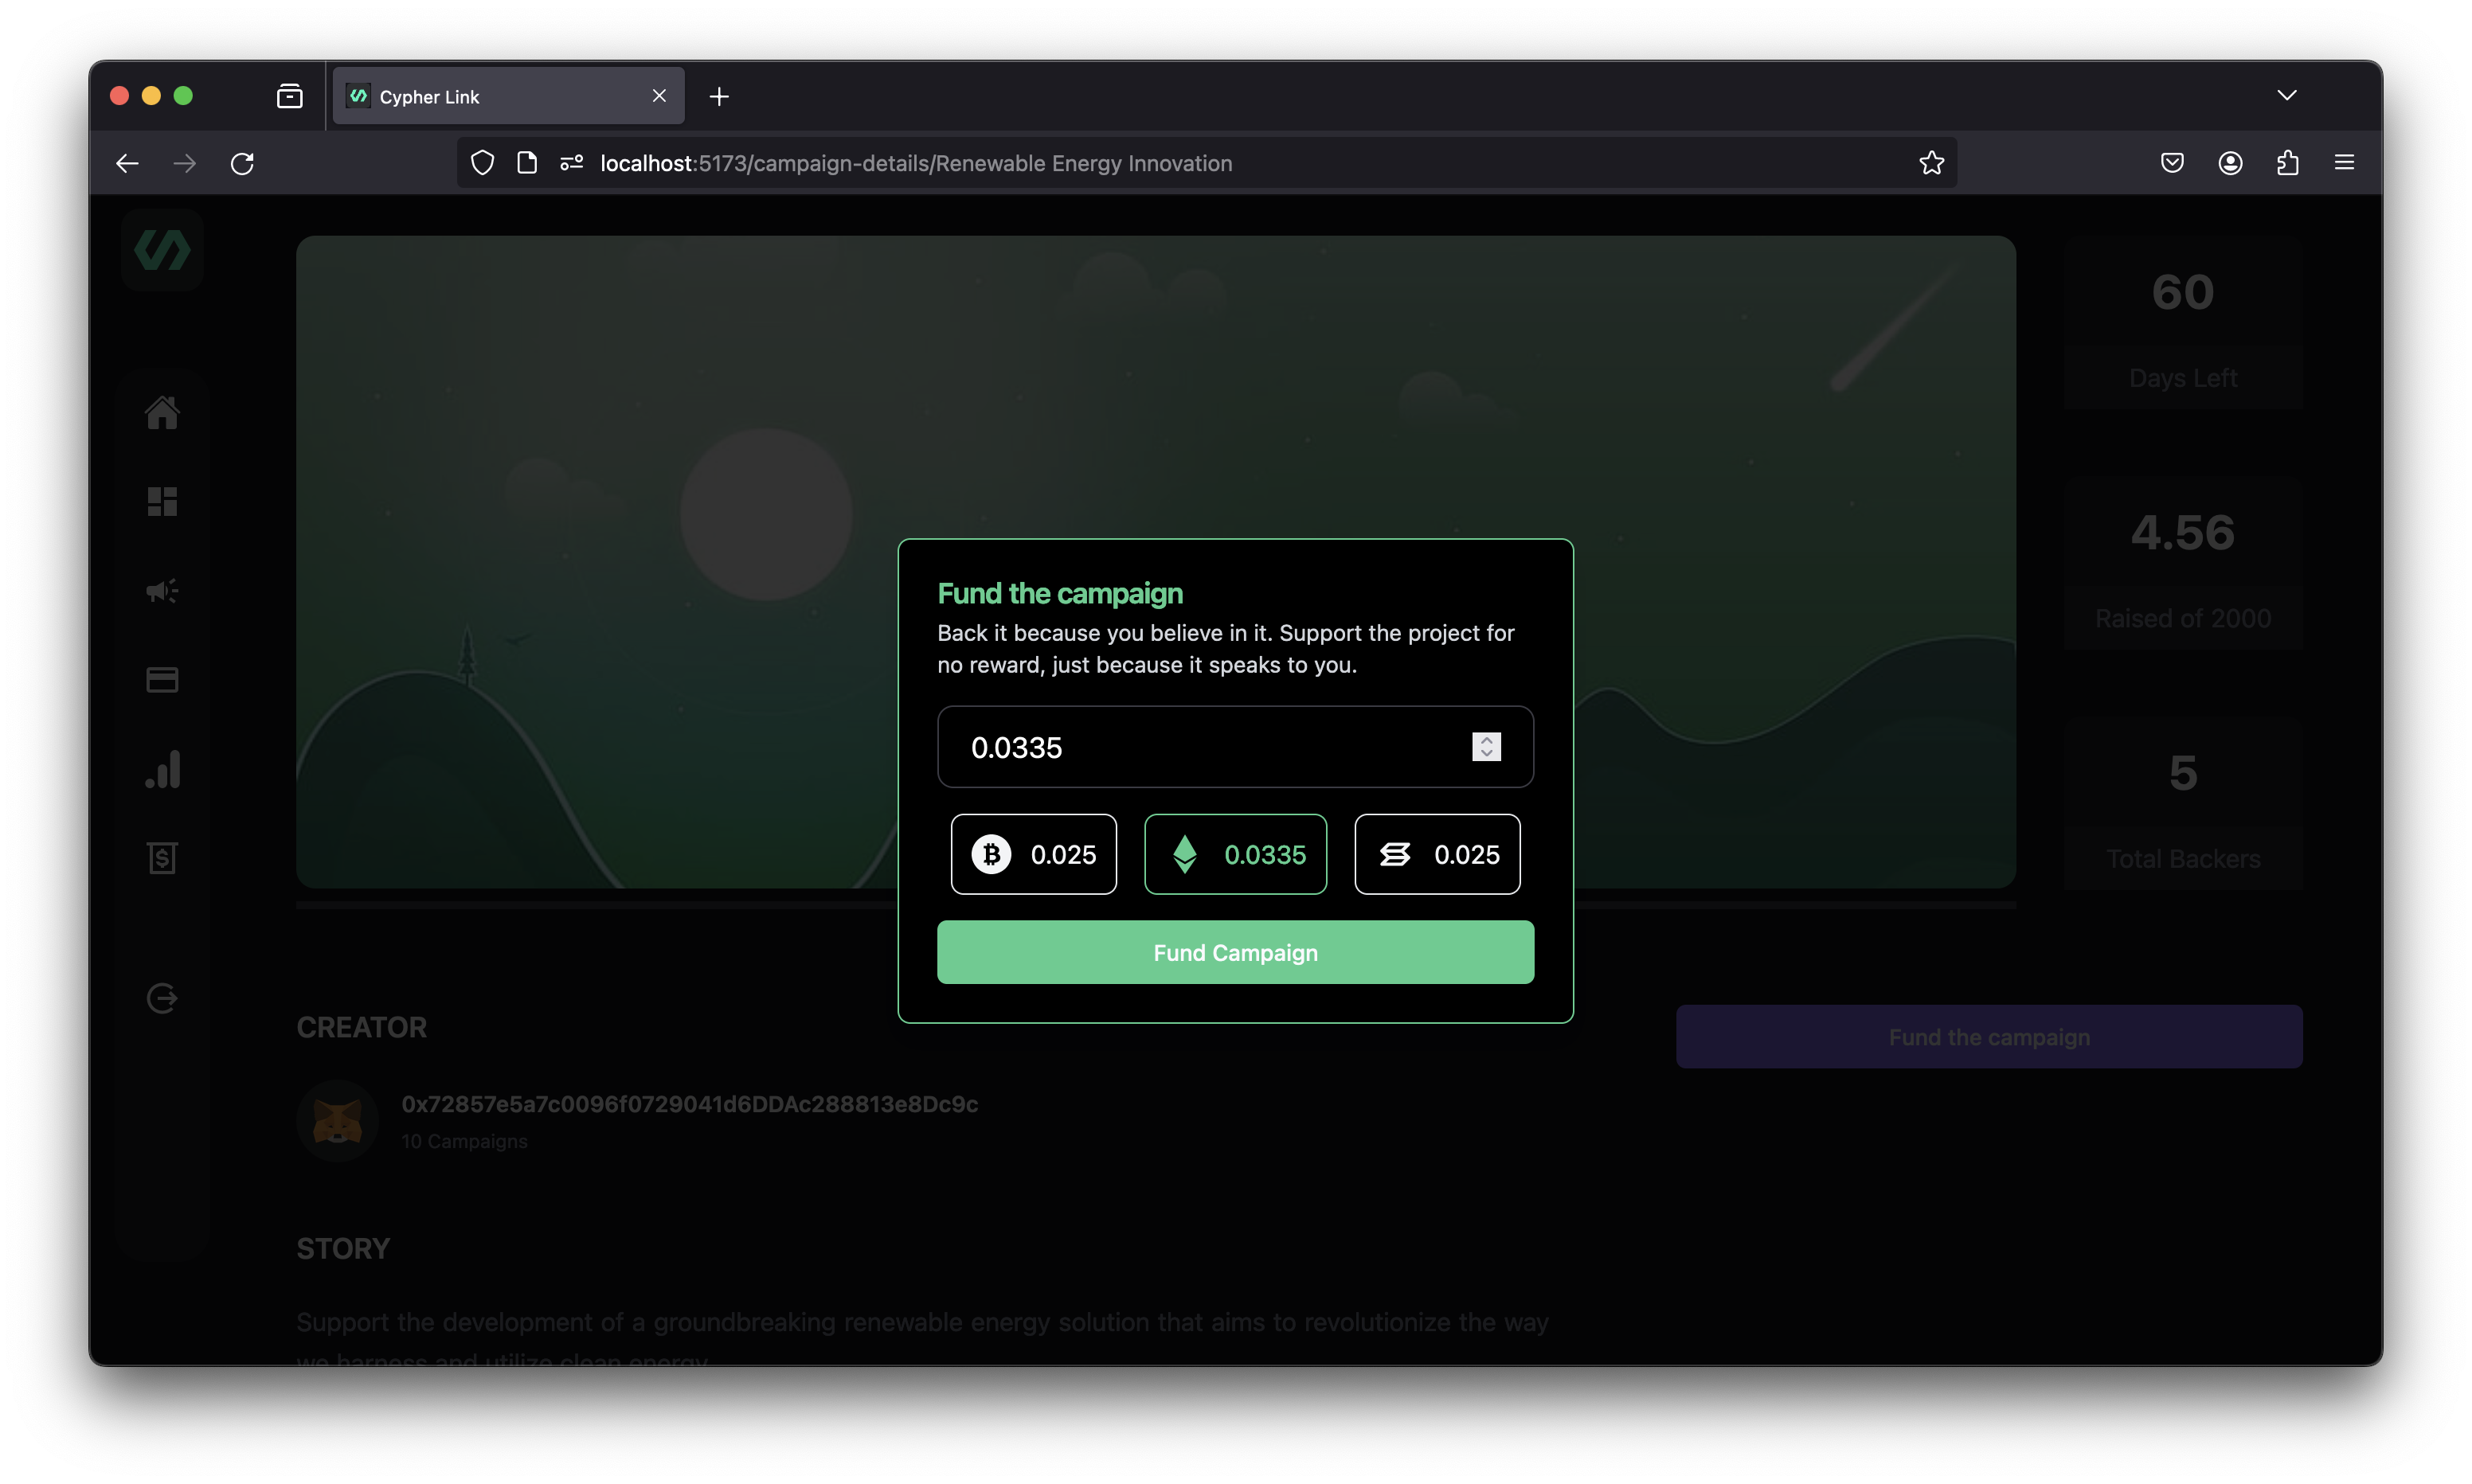 Cypher Link
localhost:5173/campaign-details/Renewable Energy Innovation
60
Days Left
4.56
Raised of 2000
5
Total Backers
Fund the campaign
Back it because you believe in it. Support the project for
no reward, just because it speaks to you.
0.0335
0.025
0.0335
0.025
Fund Campaign
CREATOR
Fund the campaign
0x72857e5a7c0096f0729041d6DDAc288813e8Dc9c
10 Campaigns
STORY
Support the development of a groundbreaking renewable energy solution that aims to revolutionize the way
we harness and utilize clean energy